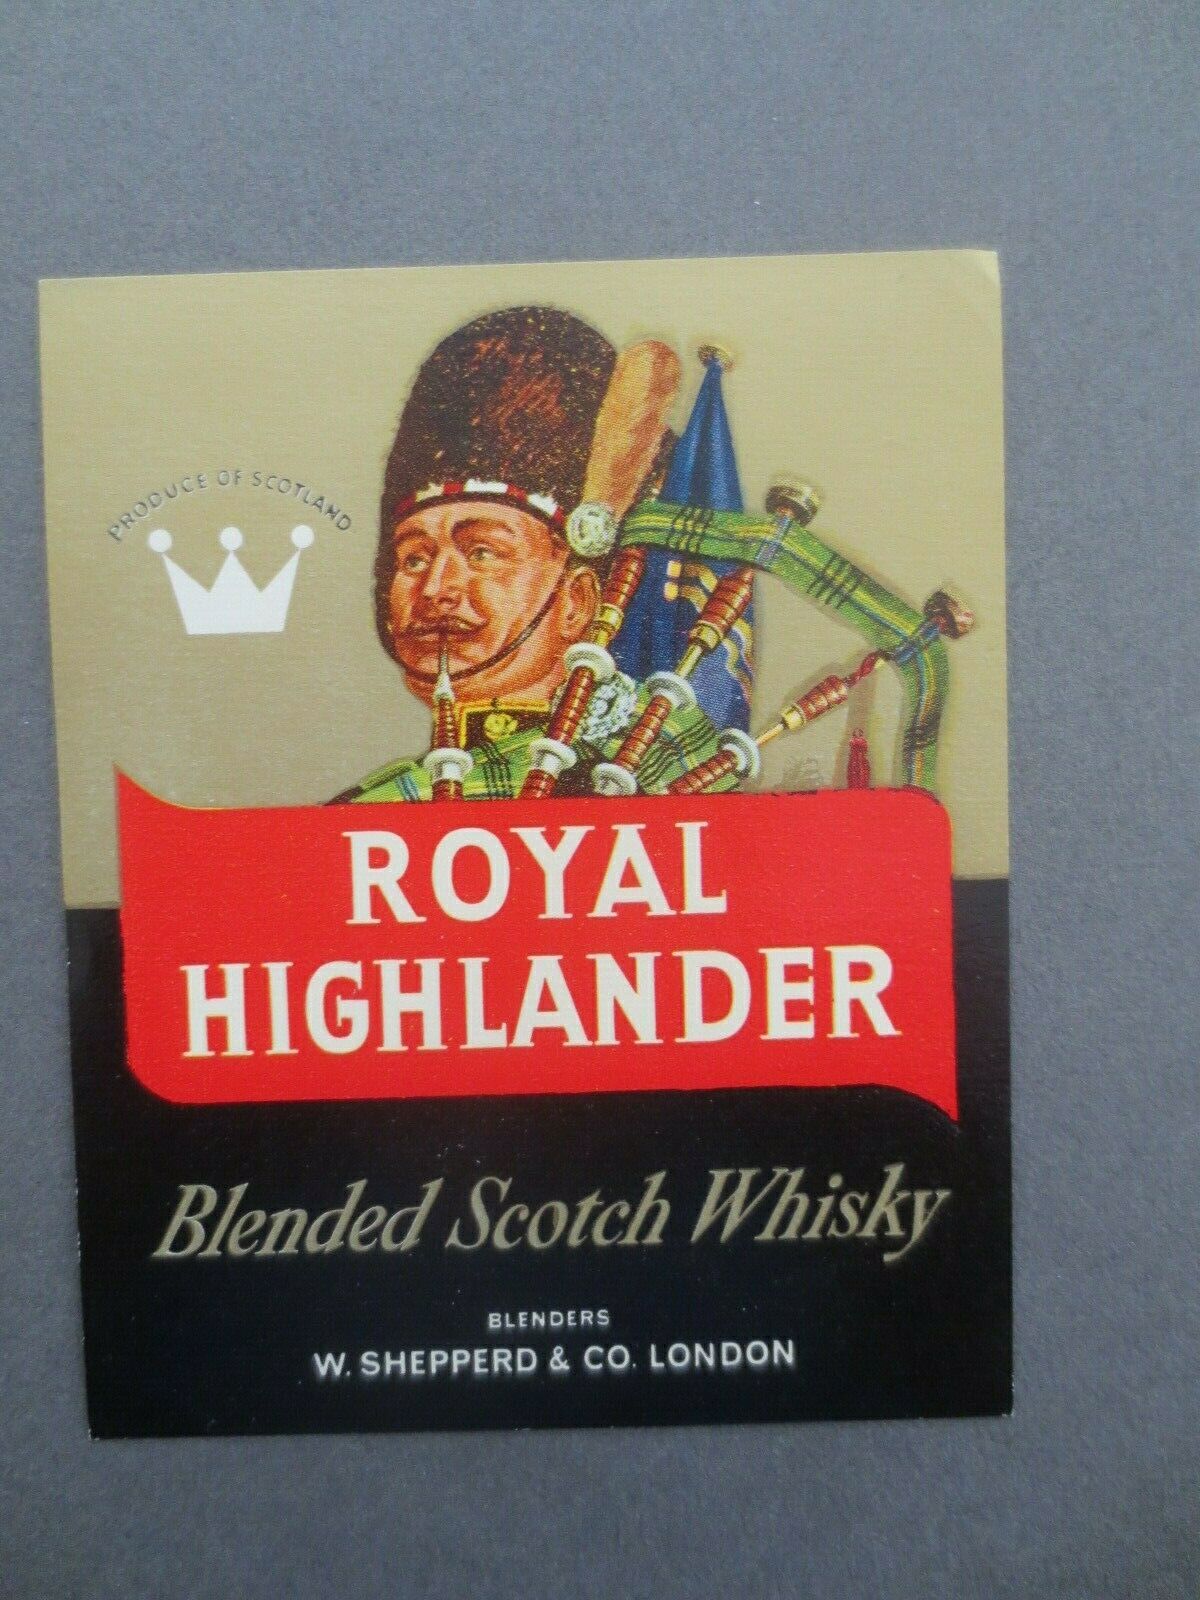 PRODUCE OF SCOTLAND
ROYAL
HIGHLANDER
Blended Scotch Whisky
BLENDERS
W. SHEPPERD & CO. LONDON